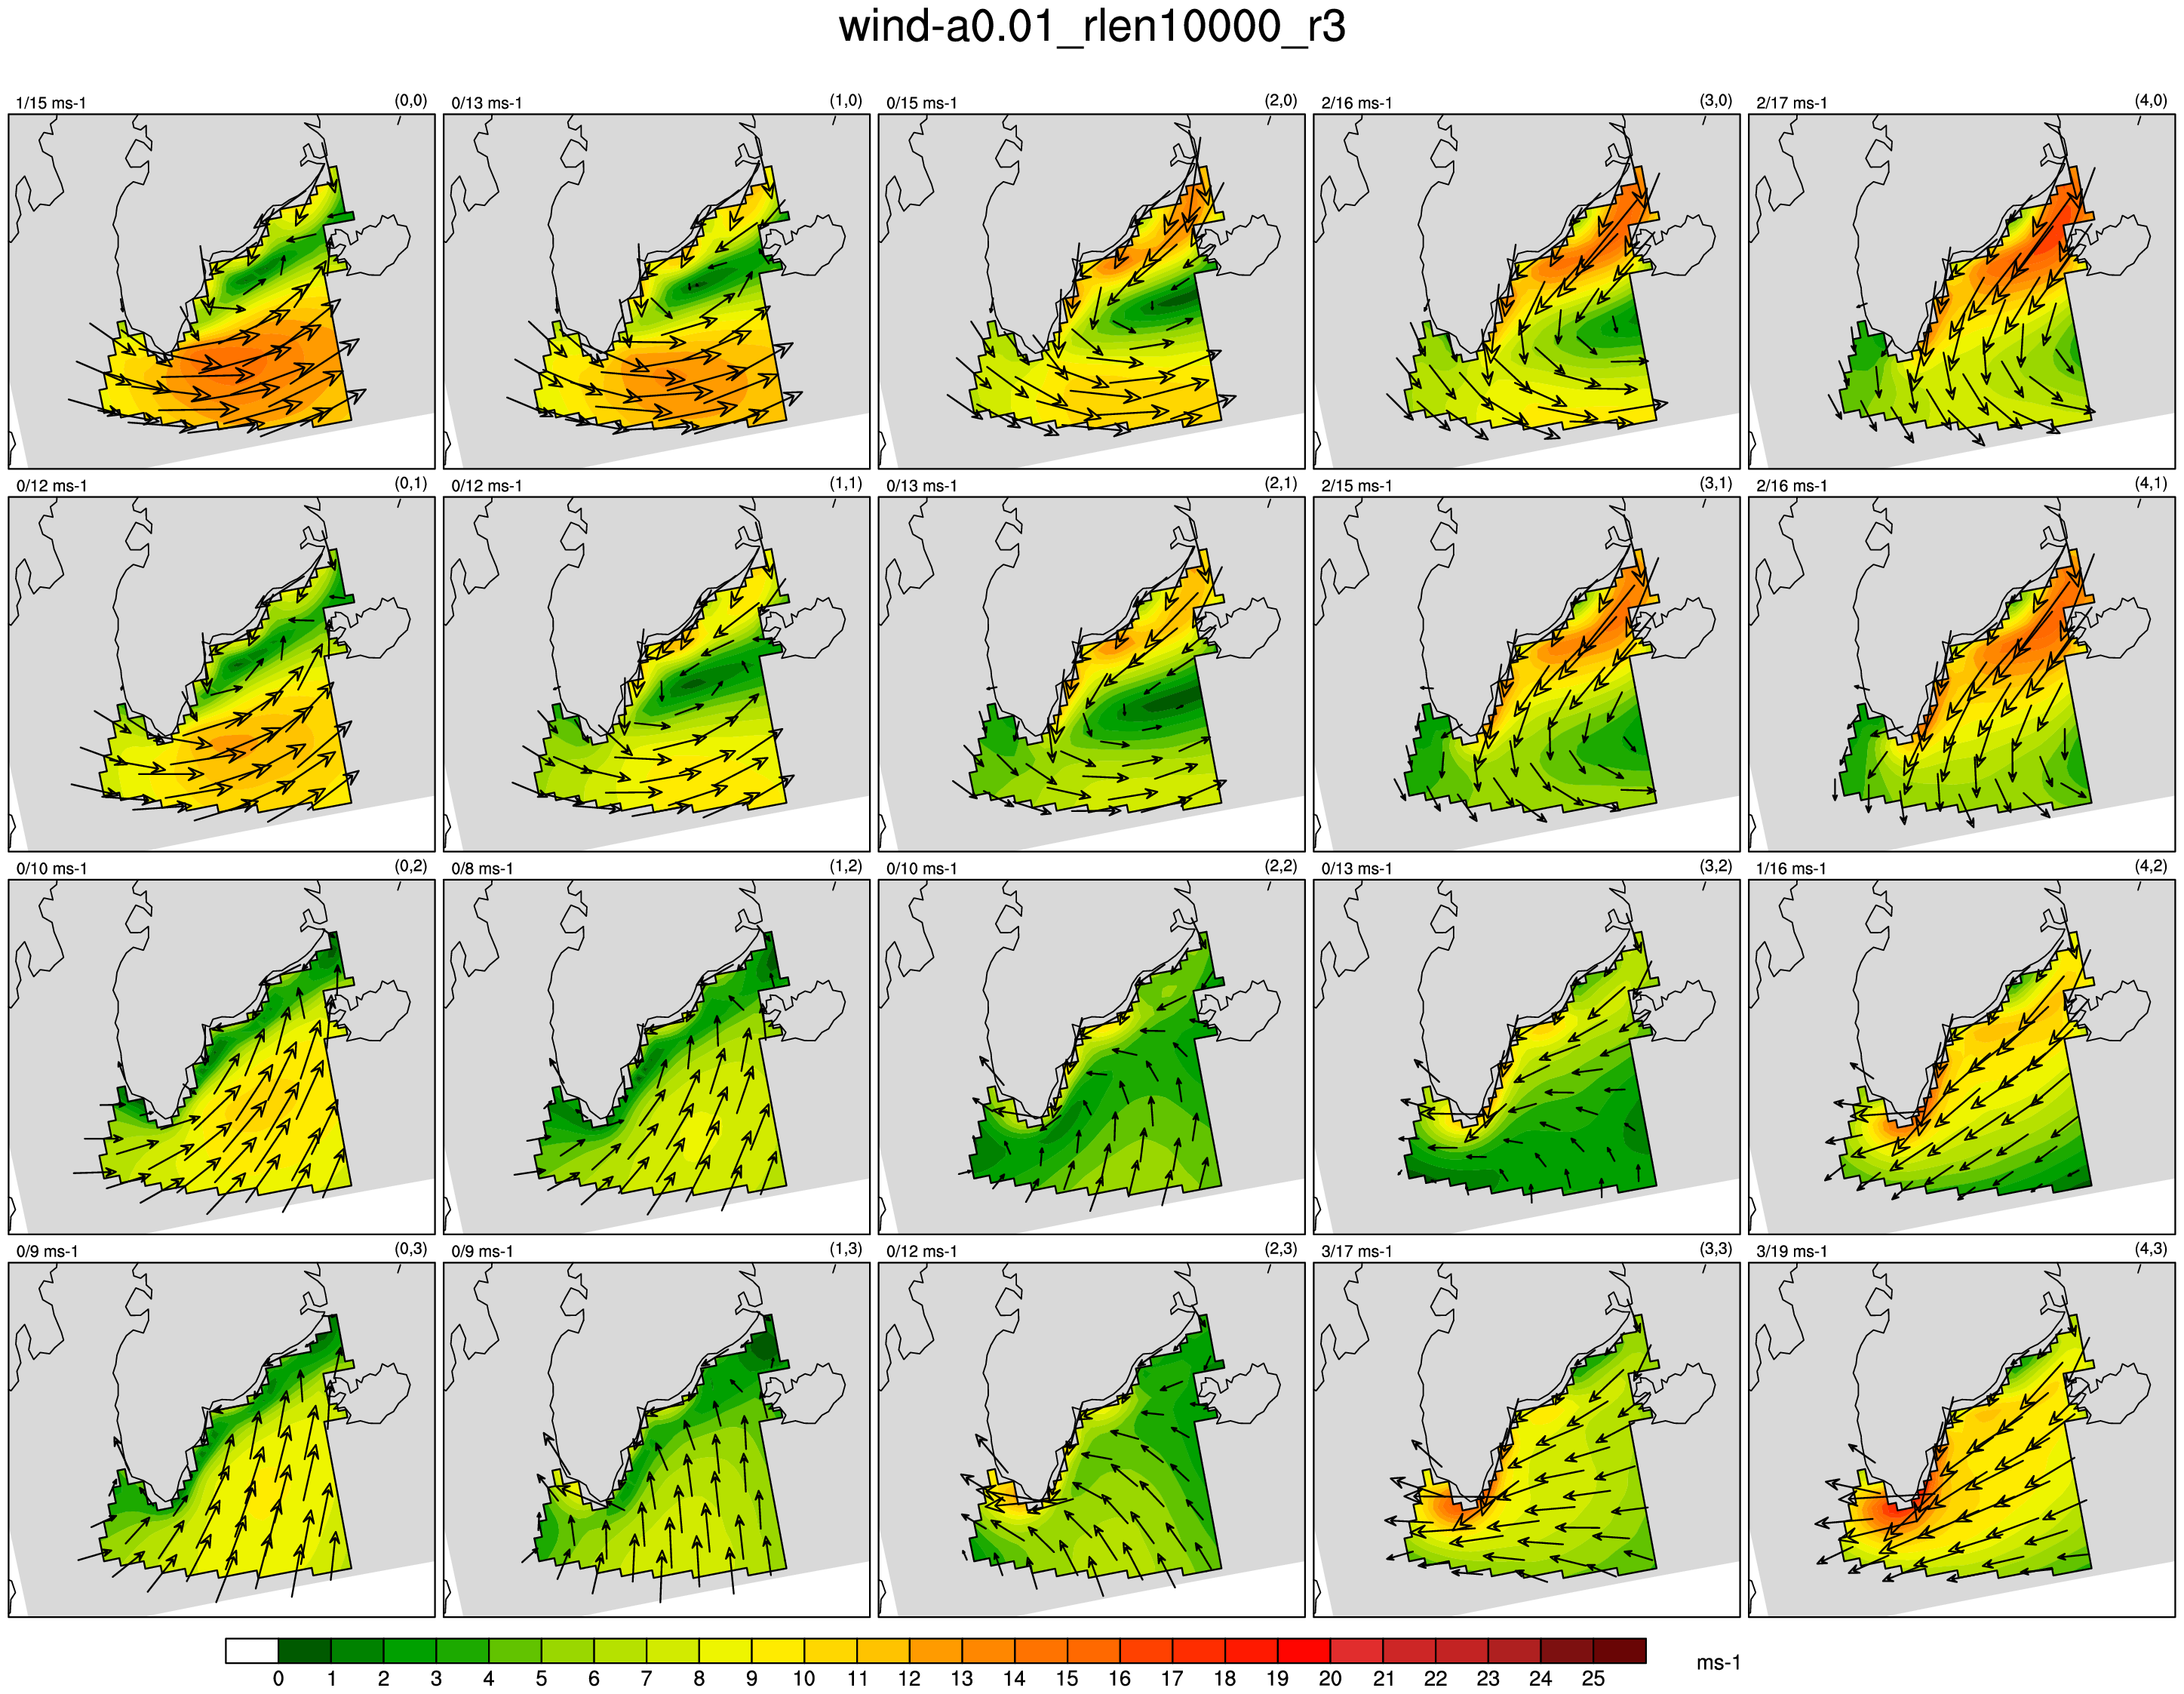 wind-a0.01_rlen10000_r3
1/15 ms-1 (0,0) 0/13 ms-1 (1,0) 0/15 ms-1 (2,0) 2/16 ms-1 (3,0) 2/17 ms-1 (4,0)
0/12 ms-1 (0,1) 0/12 ms-1 (1,1) 0/13 ms-1 (2,1) 2/15 ms-1 (3,1) 2/16 ms-1 (4,1)
0/10 ms-1 (0,2) 0/8 ms-1 (1,2) 0/10 ms-1 (2,2) 0/13 ms-1 (3,2) 1/16 ms-1 (4,2)
0/9 ms-1 (0,3) 0/9 ms-1 (1,3) 0/12 ms-1 (2,3) 3/17 ms-1 (3,3) 3/19 ms-1 (4,3)
0 1 2 3 4 5 6 7 8 9 10 11 12 13 14 15 16 17 18 19 20 21 22 23 24 25 ms-1